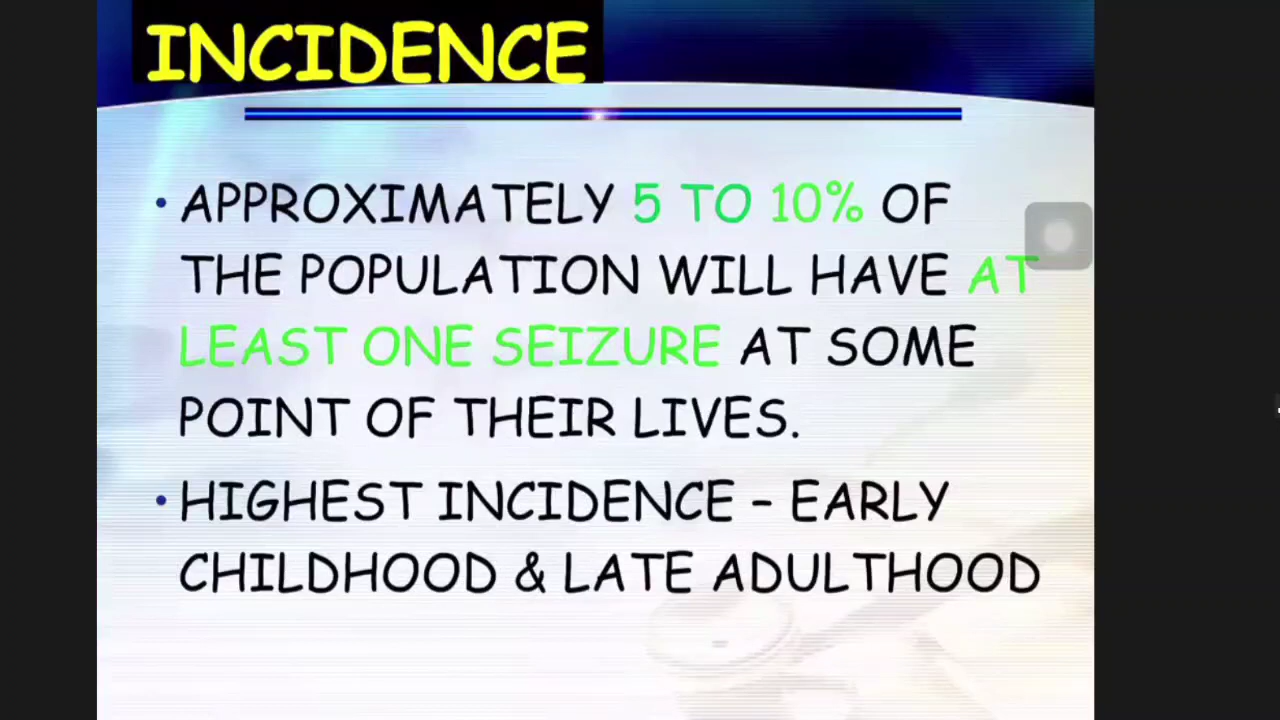 INCIDENCE
• APPROXIMATELY 5 TO 10% OF
THE POPULATION WILL HAVE AT
LEAST ONE SEIZURE AT SOME
POINT OF THEIR LIVES.
• HIGHEST INCIDENCE – EARLY
CHILDHOOD & LATE ADULTHOOD